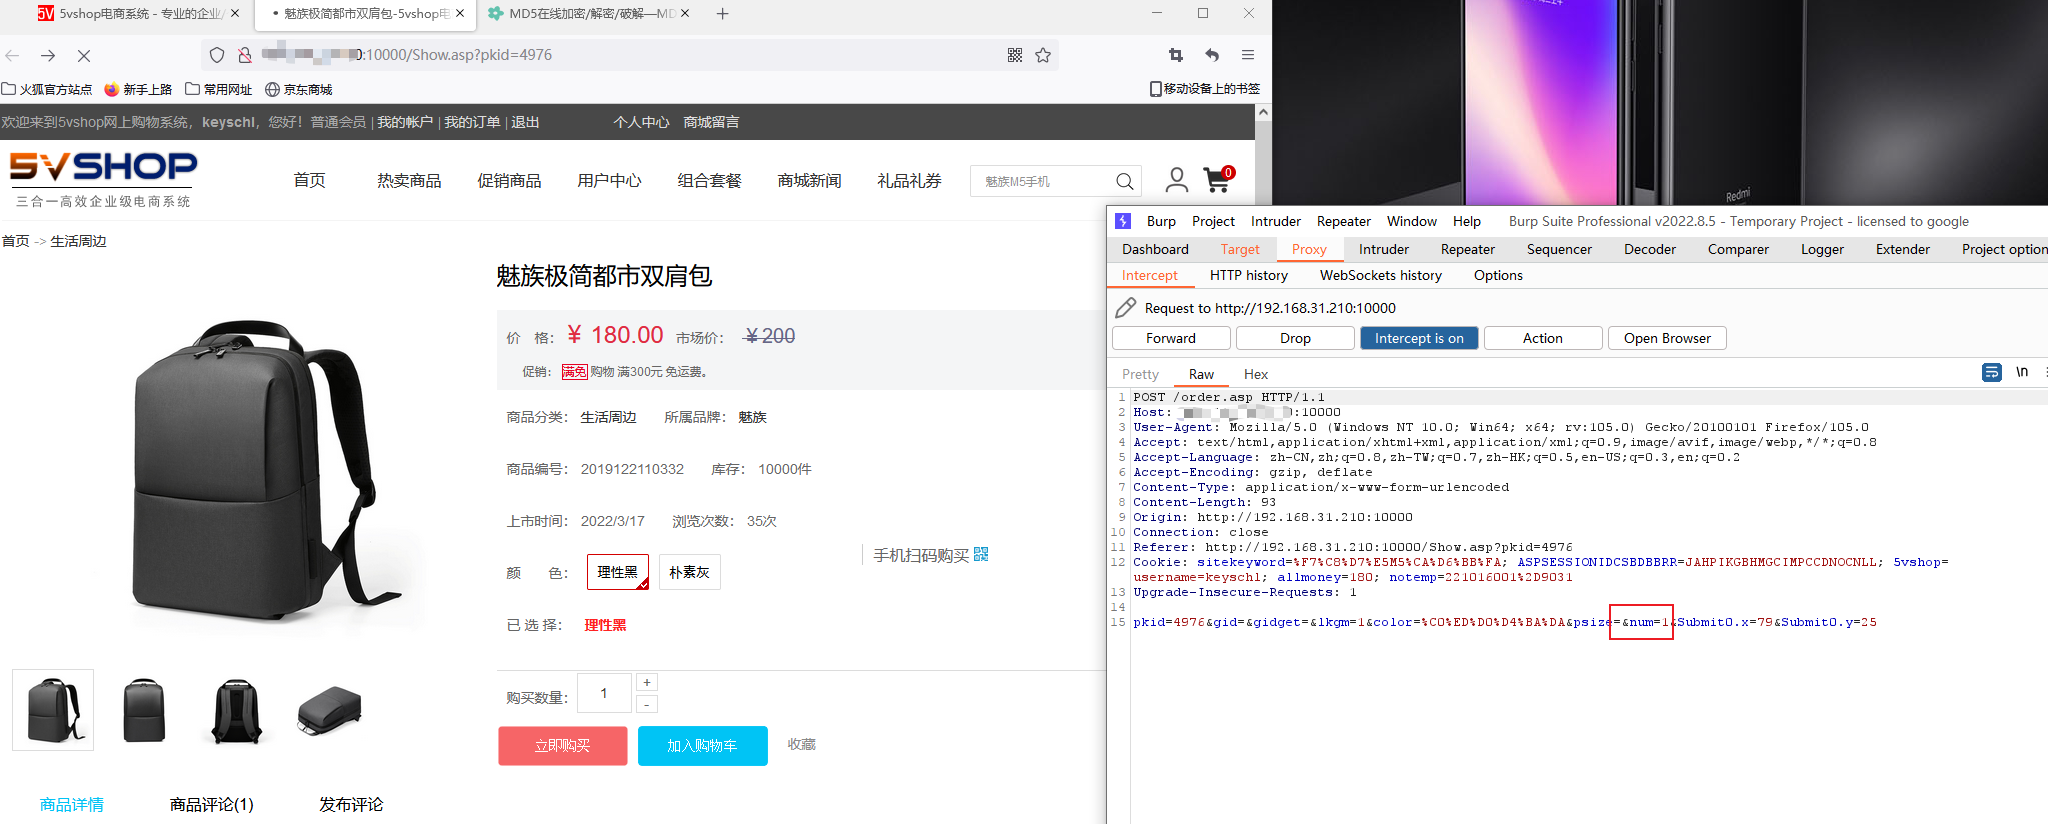 5vshop电商系统 - 专业的企业/
魅族极简都市双肩包-5vshop电
MD5在线加密/解密/破解—MD
0:10000/Show.asp?pkid=4976
火狐官方站点
新手上路
常用网址
京东商城
移动设备上的书签
欢迎来到5vshop网上购物系统，keyschl，您好！普通会员 | 我的帐户 | 我的订单 | 退出
个人中心 商城留言
5VSHOP
三合一高效企业级电商系统
首页 热卖商品 促销商品 用户中心 组合套餐 商城新闻 礼品礼券
魅族M5手机
0
首页 -> 生活周边
魅族极简都市双肩包
价 格： ¥ 180.00 市场价： ¥200
促销： 满免 购物 满300元 免运费。
商品分类： 生活周边 所属品牌： 魅族
商品编号： 2019122110332 库存： 10000件
上市时间： 2022/3/17 浏览次数： 35次
手机扫码购买
颜 色： 理性黑 朴素灰
已 选 择： 理性黑
购买数量： 1 + -
立即购买 加入购物车 收藏
商品详情 商品评论(1) 发布评论
Redmi
Burp Project Intruder Repeater Window Help Burp Suite Professional v2022.8.5 - Temporary Project - licensed to google
Dashboard Target Proxy Intruder Repeater Sequencer Decoder Comparer Logger Extender Project option
Intercept HTTP history WebSockets history Options
Request to http://192.168.31.210:10000
Forward Drop Intercept is on Action Open Browser
Pretty Raw Hex \n
1 POST /order.asp HTTP/1.1
2 Host: :10000
3 User-Agent: Mozilla/5.0 (Windows NT 10.0; Win64; x64; rv:105.0) Gecko/20100101 Firefox/105.0
4 Accept: text/html,application/xhtml+xml,application/xml;q=0.9,image/avif,image/webp,*/*;q=0.8
5 Accept-Language: zh-CN,zh;q=0.8,zh-TW;q=0.7,zh-HK;q=0.5,en-US;q=0.3,en;q=0.2
6 Accept-Encoding: gzip, deflate
7 Content-Type: application/x-www-form-urlencoded
8 Content-Length: 93
9 Origin: http://192.168.31.210:10000
10 Connection: close
11 Referer: http://192.168.31.210:10000/Show.asp?pkid=4976
12 Cookie: sitekeyword=%F7%C8%D7%E5M5%CA%D6%BB%FA; ASPSESSIONIDCSBDBBRR=JAHPIKGBHMGCIMPCCDNOCNLL; 5vshop=
username=keyschl; allmoney=180; notemp=221016001%2D9031
13 Upgrade-Insecure-Requests: 1
14
15 pkid=4976&gid=&gidget=&lkgm=1&color=%C0%ED%D0%D4%BA%DA&psize=&num=1&Submit0.x=79&Submit0.y=25